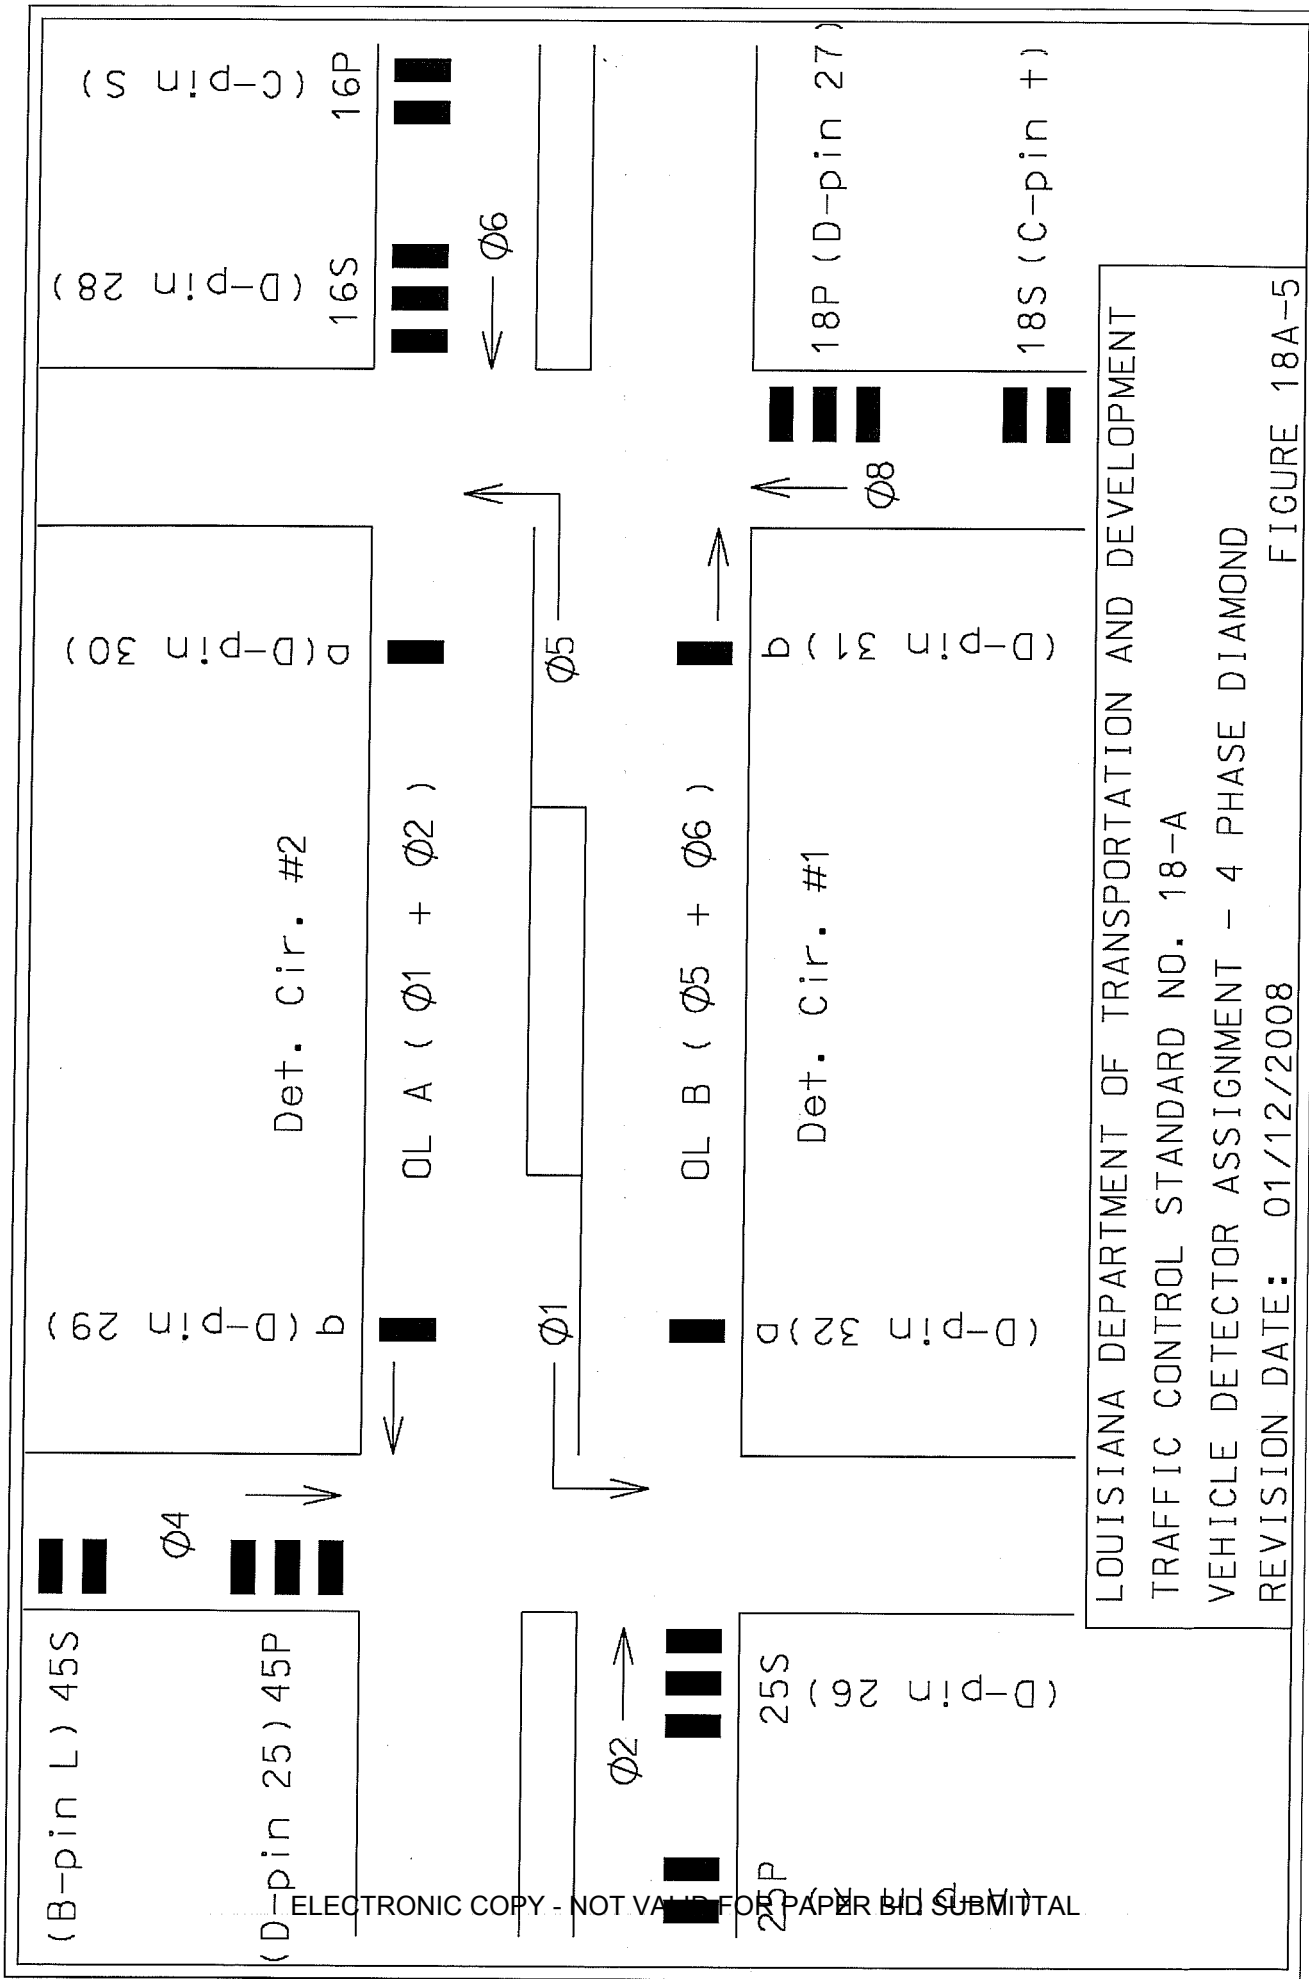 (B-pin L) 45S
(D-pin 25) 45P
Ø4
(D-pin 29) b
Det. Cir. #2
a (D-pin 30)
(D-pin 28)
16S
(C-pin S)
16P
OL A ( Ø1 + Ø2 )
Ø6
Ø1
Ø5
Ø2
OL B ( Ø5 + Ø6 )
25P
25S
(D-pin 26)
(D-pin 32) a
Det. Cir. #1
b (D-pin 31)
Ø8
18P (D-pin 27)
18S (C-pin t)
LOUISIANA DEPARTMENT OF TRANSPORTATION AND DEVELOPMENT
TRAFFIC CONTROL STANDARD NO. 18-A
VEHICLE DETECTOR ASSIGNMENT - 4 PHASE DIAMOND
REVISION DATE: 01/12/2008
FIGURE 18A-5
ELECTRONIC COPY - NOT VALID FOR PAPER BID SUBMITTAL